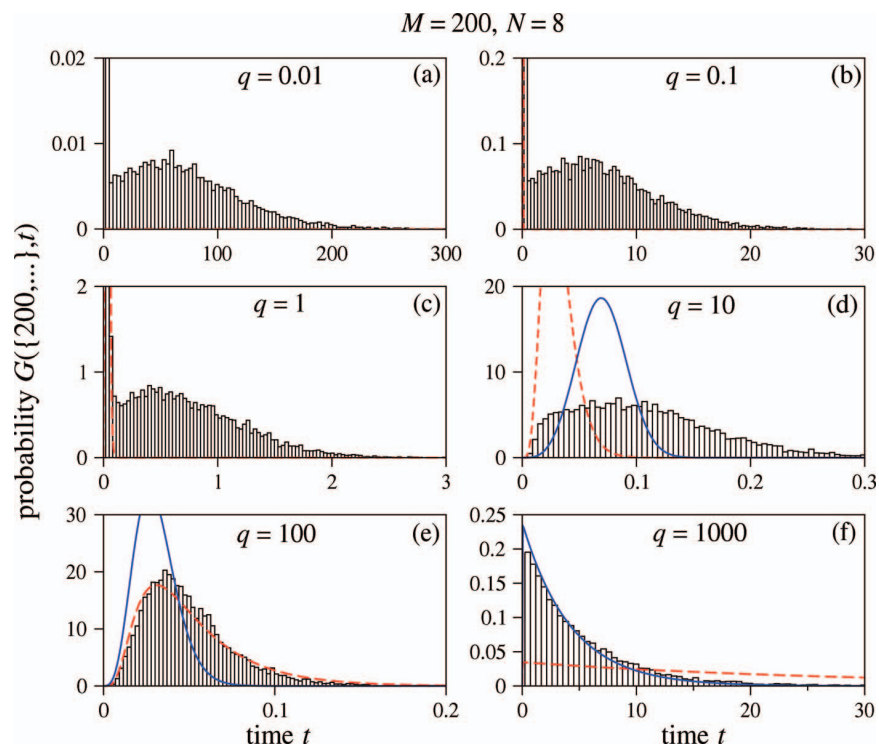 M = 200, N = 8
probability G({200,...},t)
(a)
q = 0.01
0.02
0.01
0
0
100
200
300
(b)
q = 0.1
0.2
0.1
0
0
10
20
30
(c)
q = 1
2
1
0
0
1
2
3
(d)
q = 10
20
10
0
0
0.1
0.2
0.3
(e)
q = 100
30
20
10
0
0
0.1
0.2
time t
(f)
q = 1000
0.25
0.2
0.15
0.1
0.05
0
0
10
20
30
time t